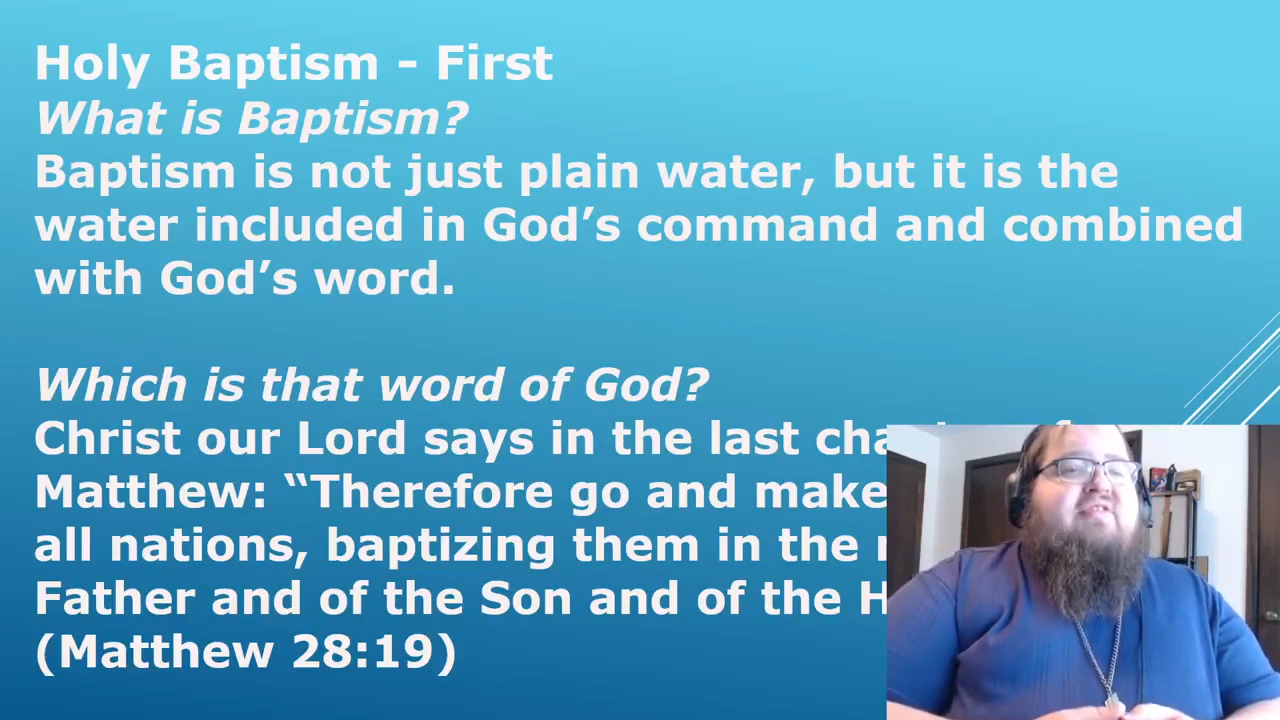 Holy Baptism - First
What is Baptism?
Baptism is not just plain water, but it is the
water included in God’s command and combined
with God’s word.
Which is that word of God?
Christ our Lord says in the last
Matthew: “Therefore go and make
all nations, baptizing them in the
Father and of the Son and of the
(Matthew 28:19)